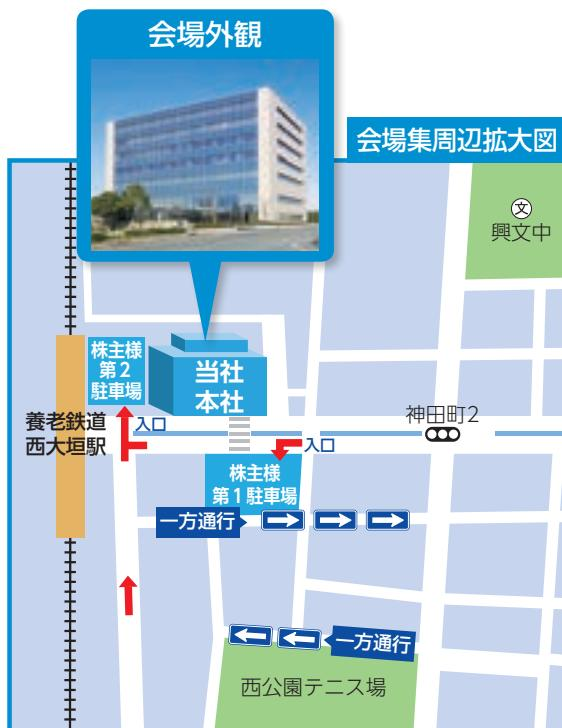 会場外観
会場集周辺拡大図
文
興文中
株主様
第2
駐車場
当社
本社
神田町2
養老鉄道
西大垣駅
入口
入口
株主様
第1駐車場
一方通行
一方通行
西公園テニス場